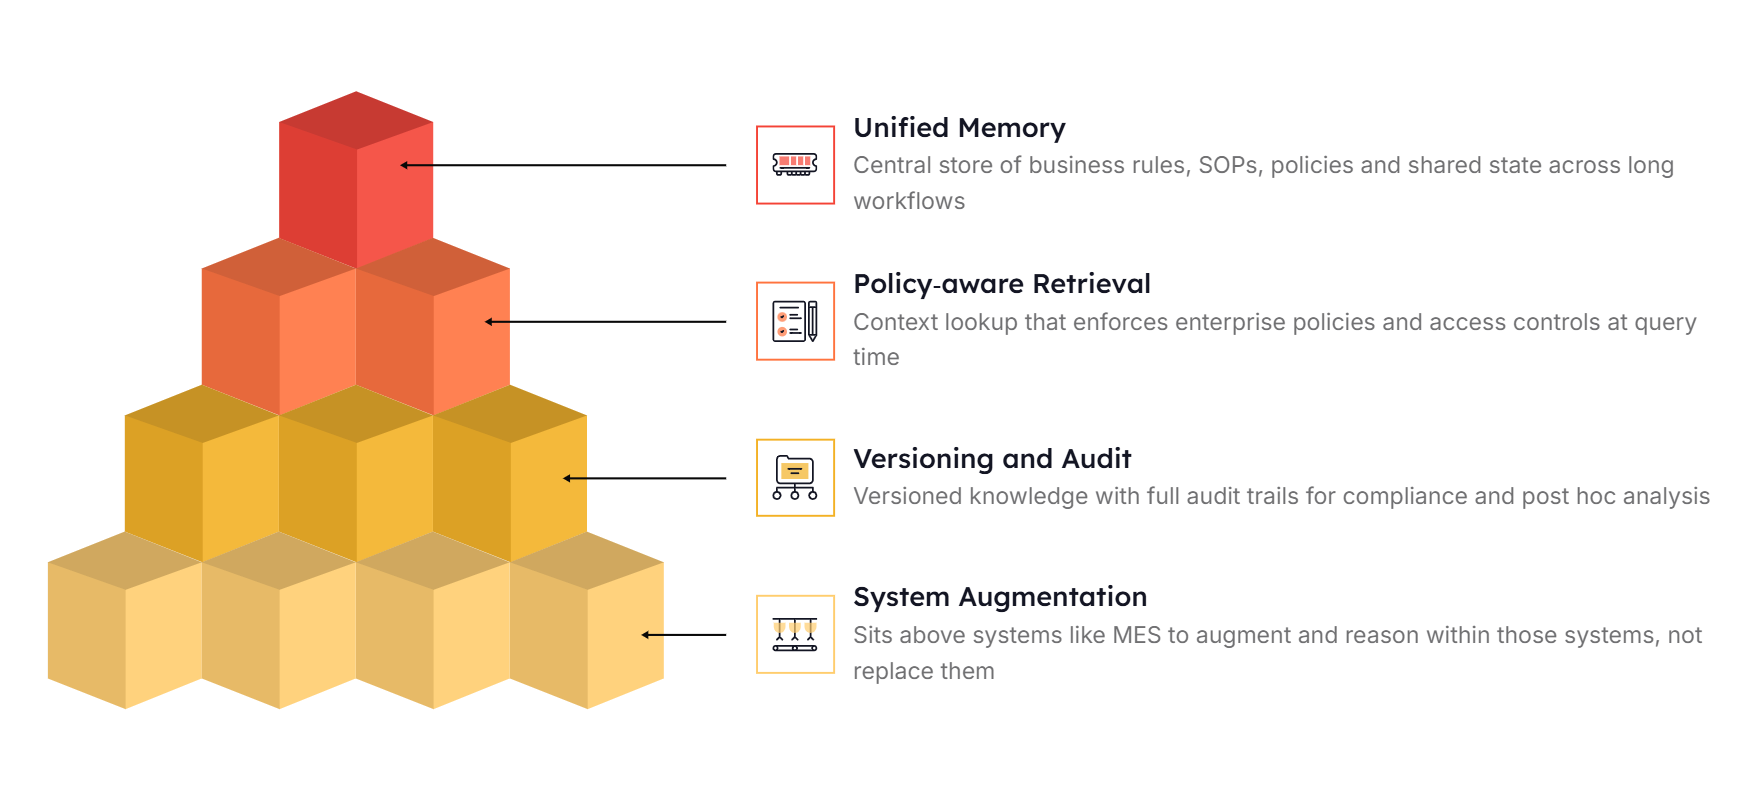 Unified Memory
Central store of business rules, SOPs, policies and shared state across long
workflows
Policy-aware Retrieval
Context lookup that enforces enterprise policies and access controls at query
time
Versioning and Audit
Versioned knowledge with full audit trails for compliance and post hoc analysis
System Augmentation
Sits above systems like MES to augment and reason within those systems, not
replace them